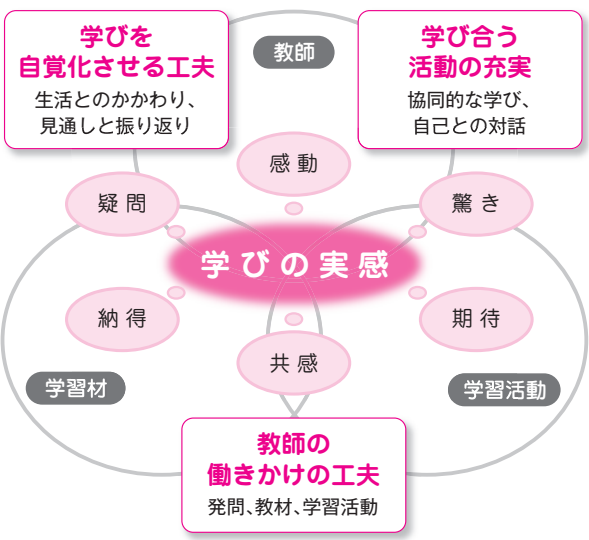 学びを
自覚化させる工夫
生活とのかかわり、
見通しと振り返り
教師
学び合う
活動の充実
協同的な学び、
自己との対話
感動
疑問
驚き
学びの実感
納得
期待
共感
学習材
学習活動
教師の
働きかけの工夫
発問、教材、学習活動